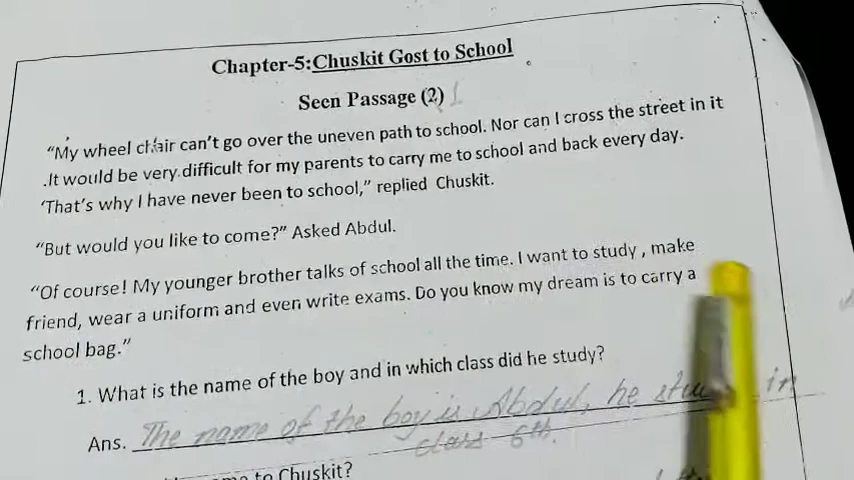 Chapter-5:Chuskit Gost to School
Seen Passage (2) 1
“My wheel chair can’t go over the uneven path to school. Nor can I cross the street in it
.It would be very difficult for my parents to carry me to school and back every day.
‘That’s why I have never been to school,” replied Chuskit.
“But would you like to come?” Asked Abdul.
“Of course! My younger brother talks of school all the time. I want to study , make
friend, wear a uniform and even write exams. Do you know my dream is to carry a
school bag.”
1. What is the name of the boy and in which class did he study?
Ans. The name of the boy is Abdul, he in
class 6th.
to Chuskit?